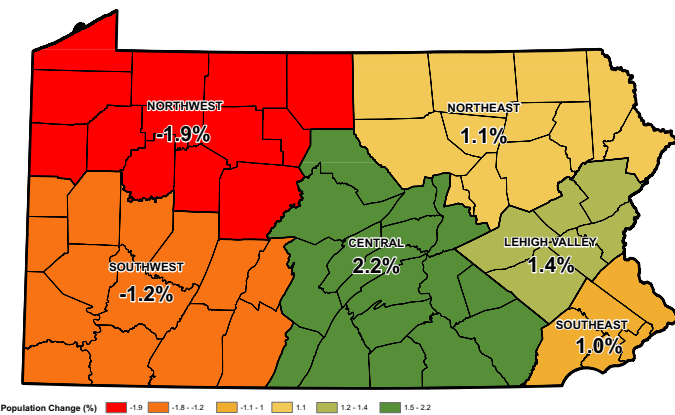 NORTHWEST
-1.9%
NORTHEAST
1.1%
CENTRAL
2.2%
LEHIGH VALLEY
1.4%
SOUTHWEST
-1.2%
SOUTHEAST
1.0%
Population Change (%) -1.9 -1.8 - -1.2 -1.1 - 1 1.1 1.2 - 1.4 1.5 - 2.2